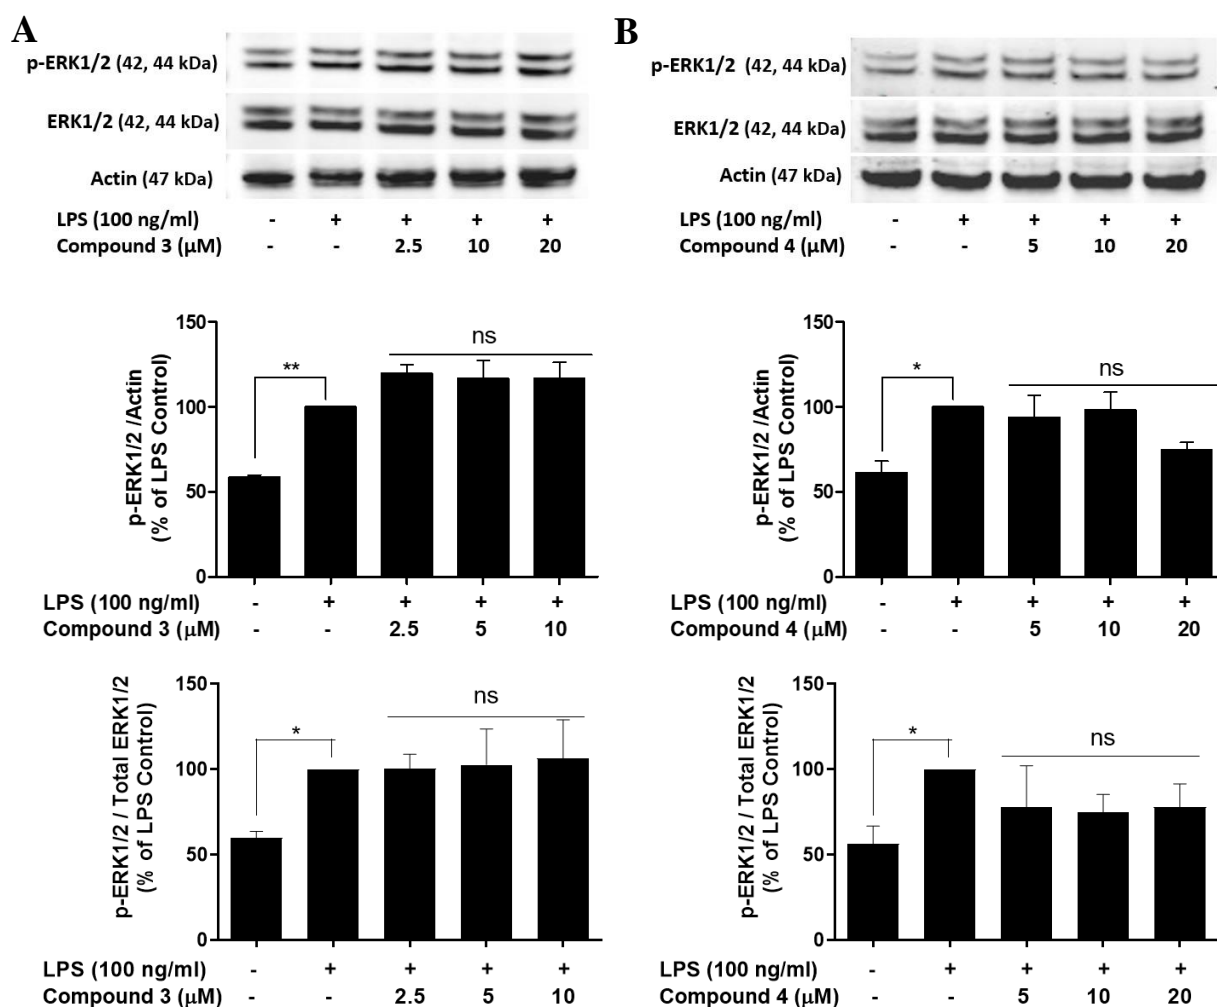 A
p-ERK1/2 (42, 44 kDa)
ERK1/2 (42, 44 kDa)
Actin (47 kDa)
LPS (100 ng/ml) - + + + +
Compound 3 (μM) - - 2.5 10 20
150
100
50
0
p-ERK1/2 /Actin
(% of LPS Control)
**
ns
LPS (100 ng/ml) - + + + +
Compound 3 (μM) - - 2.5 5 10
150
100
50
0
p-ERK1/2 / Total ERK1/2
(% of LPS Control)
*
ns
LPS (100 ng/ml) - + + + +
Compound 3 (μM) - - 2.5 5 10
B
p-ERK1/2 (42, 44 kDa)
ERK1/2 (42, 44 kDa)
Actin (47 kDa)
LPS (100 ng/ml) - + + + +
Compound 4 (μM) - - 5 10 20
150
100
50
0
p-ERK1/2 /Actin
(% of LPS Control)
*
ns
LPS (100 ng/ml) - + + + +
Compound 4 (μM) - - 5 10 20
150
100
50
0
p-ERK1/2 / Total ERK1/2
(% of LPS Control)
*
ns
LPS (100 ng/ml) - + + + +
Compound 4 (μM) - - 5 10 20